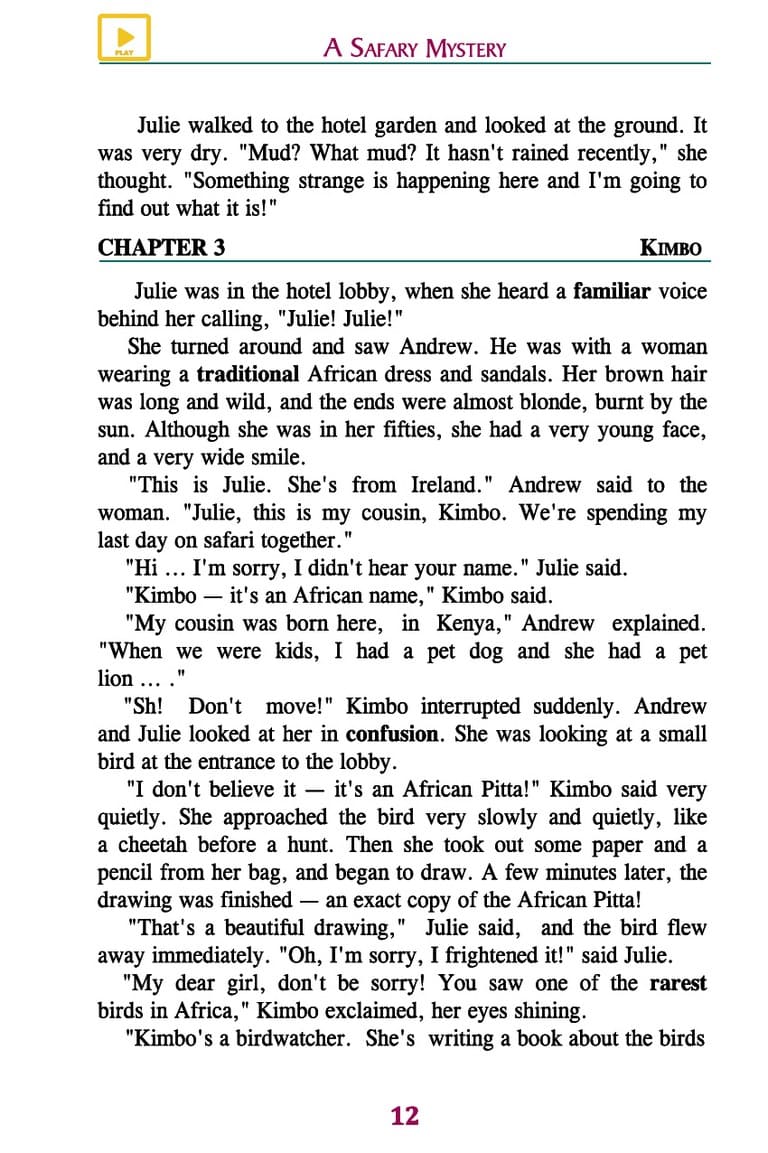 PLAY
A SAFARY MYSTERY
Julie walked to the hotel garden and looked at the ground. It
was very dry. "Mud? What mud? It hasn't rained recently," she
thought. "Something strange is happening here and I'm going to
find out what it is!"
CHAPTER 3 KIMBO
Julie was in the hotel lobby, when she heard a familiar voice
behind her calling, "Julie! Julie!"
She turned around and saw Andrew. He was with a woman
wearing a traditional African dress and sandals. Her brown hair
was long and wild, and the ends were almost blonde, burnt by the
sun. Although she was in her fifties, she had a very young face,
and a very wide smile.
"This is Julie. She's from Ireland." Andrew said to the
woman. "Julie, this is my cousin, Kimbo. We're spending my
last day on safari together."
"Hi ... I'm sorry, I didn't hear your name." Julie said.
"Kimbo — it's an African name," Kimbo said.
"My cousin was born here, in Kenya," Andrew explained.
"When we were kids, I had a pet dog and she had a pet
lion ... ."
"Sh! Don't move!" Kimbo interrupted suddenly. Andrew
and Julie looked at her in confusion. She was looking at a small
bird at the entrance to the lobby.
"I don't believe it — it's an African Pitta!" Kimbo said very
quietly. She approached the bird very slowly and quietly, like
a cheetah before a hunt. Then she took out some paper and a
pencil from her bag, and began to draw. A few minutes later, the
drawing was finished — an exact copy of the African Pitta!
"That's a beautiful drawing," Julie said, and the bird flew
away immediately. "Oh, I'm sorry, I frightened it!" said Julie.
"My dear girl, don't be sorry! You saw one of the rarest
birds in Africa," Kimbo exclaimed, her eyes shining.
"Kimbo's a birdwatcher. She's writing a book about the birds
12